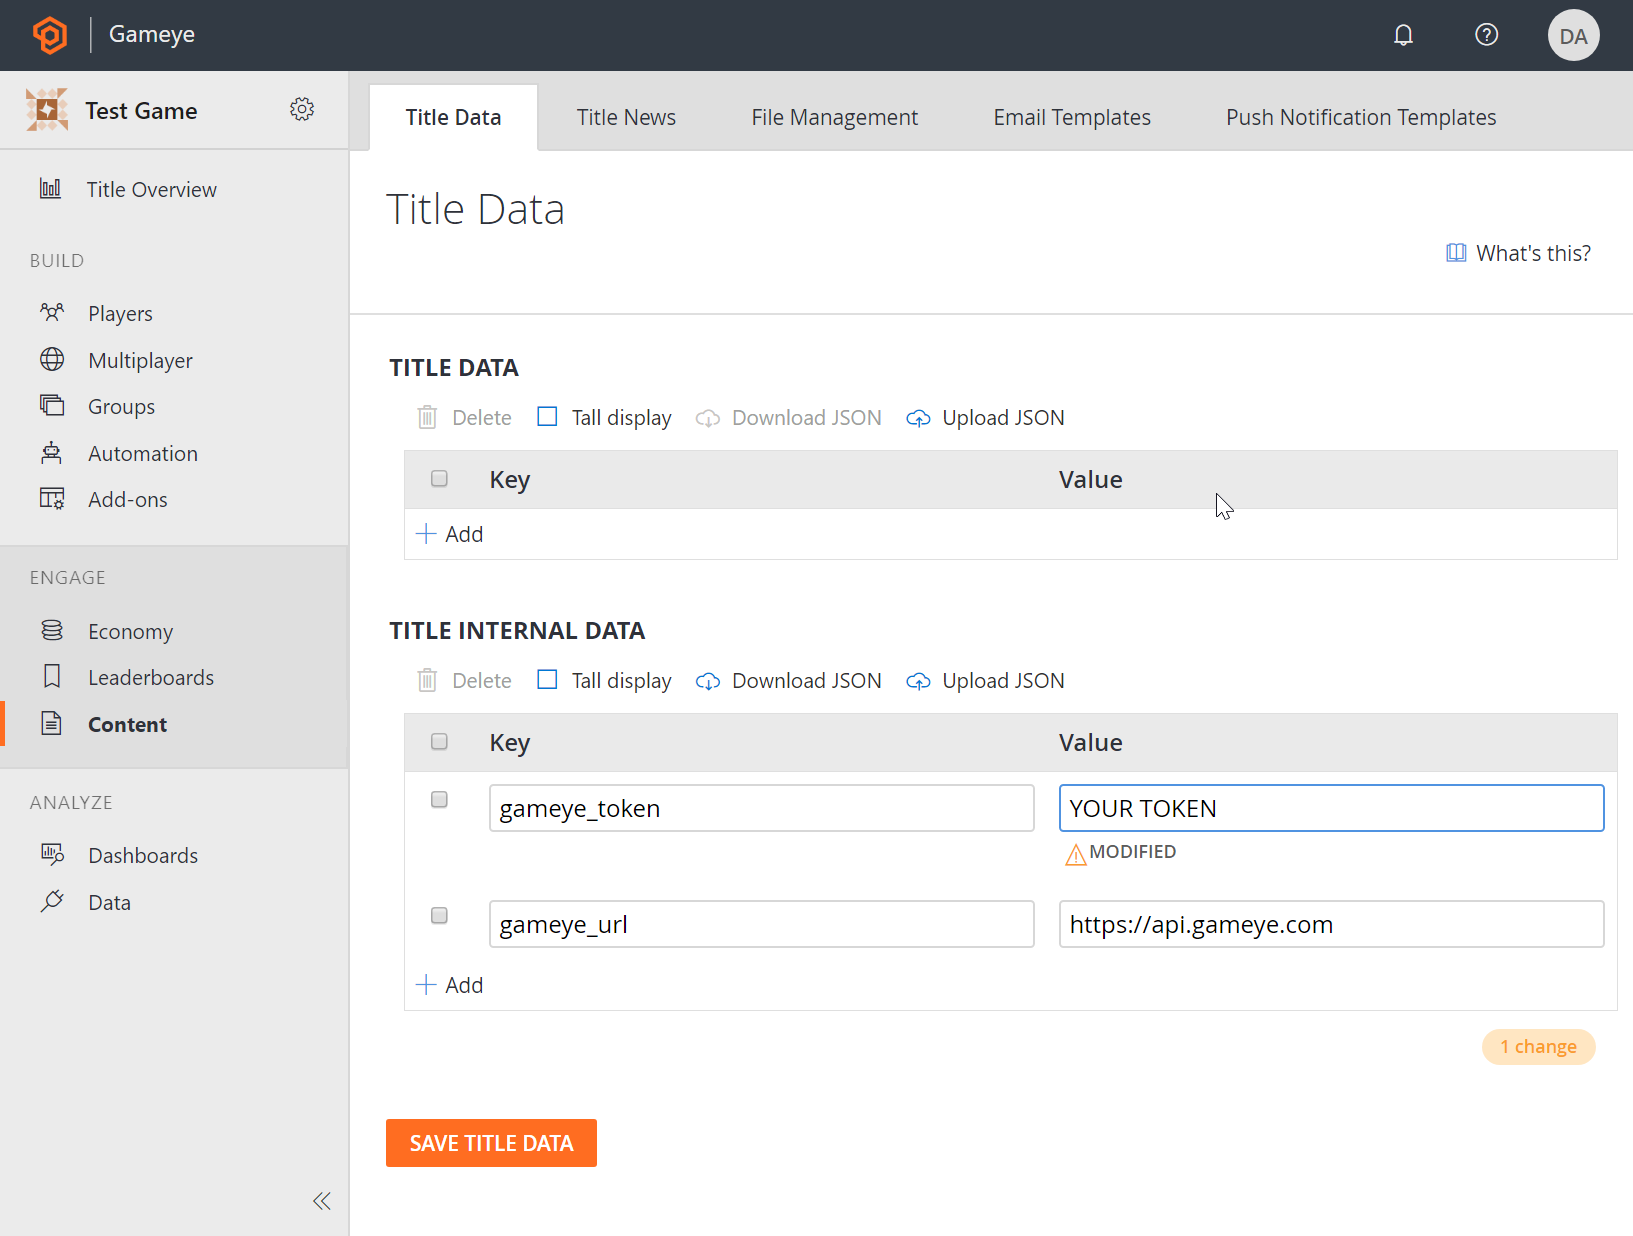 Gameye
DA
Test Game
Title Overview
BUILD
Players
Multiplayer
Groups
Automation
Add-ons
ENGAGE
Economy
Leaderboards
Content
ANALYZE
Dashboards
Data
Title Data
Title News
File Management
Email Templates
Push Notification Templates
Title Data
What's this?
TITLE DATA
Delete
Tall display
Download JSON
Upload JSON
Key
Value
Add
TITLE INTERNAL DATA
Delete
Tall display
Download JSON
Upload JSON
Key
Value
gameye_token
YOUR TOKEN
MODIFIED
gameye_url
https://api.gameye.com
Add
1 change
SAVE TITLE DATA